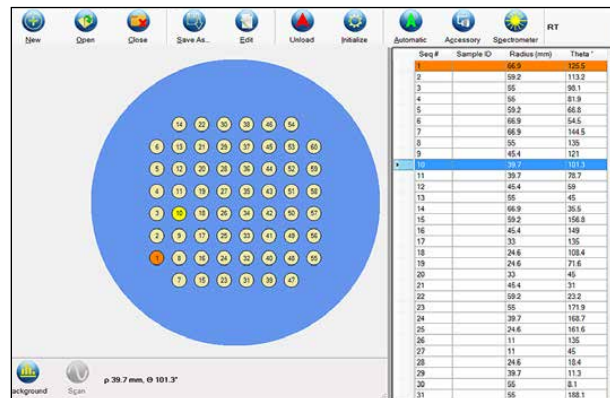 New Open Close Save As... Edit Unload Initialize Automatic Accessory Spectrometer RT
14 22 30 38 46 54
6 13 21 29 37 45 53 60
5 12 20 28 36 44 52 59
4 11 19 27 35 43 51 58
3 10 18 26 34 42 50 57
2 9 17 25 33 41 49 56
1 8 16 24 32 40 48 55
7 15 23 31 39 47
ackground Scan ρ 39.7 mm, Θ 101.3°
Seq # Sample ID Radius (mm) Theta °
1 66.9 125.5
2 59.2 113.2
3 55 98.1
4 55 81.9
5 59.2 66.8
6 66.9 54.5
7 66.9 144.5
8 55 135
9 45.4 121
10 39.7 101.3
11 39.7 78.7
12 45.4 59
13 55 45
14 66.9 35.5
15 59.2 156.8
16 45.4 149
17 33 135
18 24.6 108.4
19 24.6 71.6
20 33 45
21 45.4 31
22 59.2 23.2
23 55 171.9
24 39.7 168.7
25 24.6 161.6
26 11 135
27 11 45
28 24.6 18.4
29 39.7 11.3
30 55 8.1
31 55 188.1